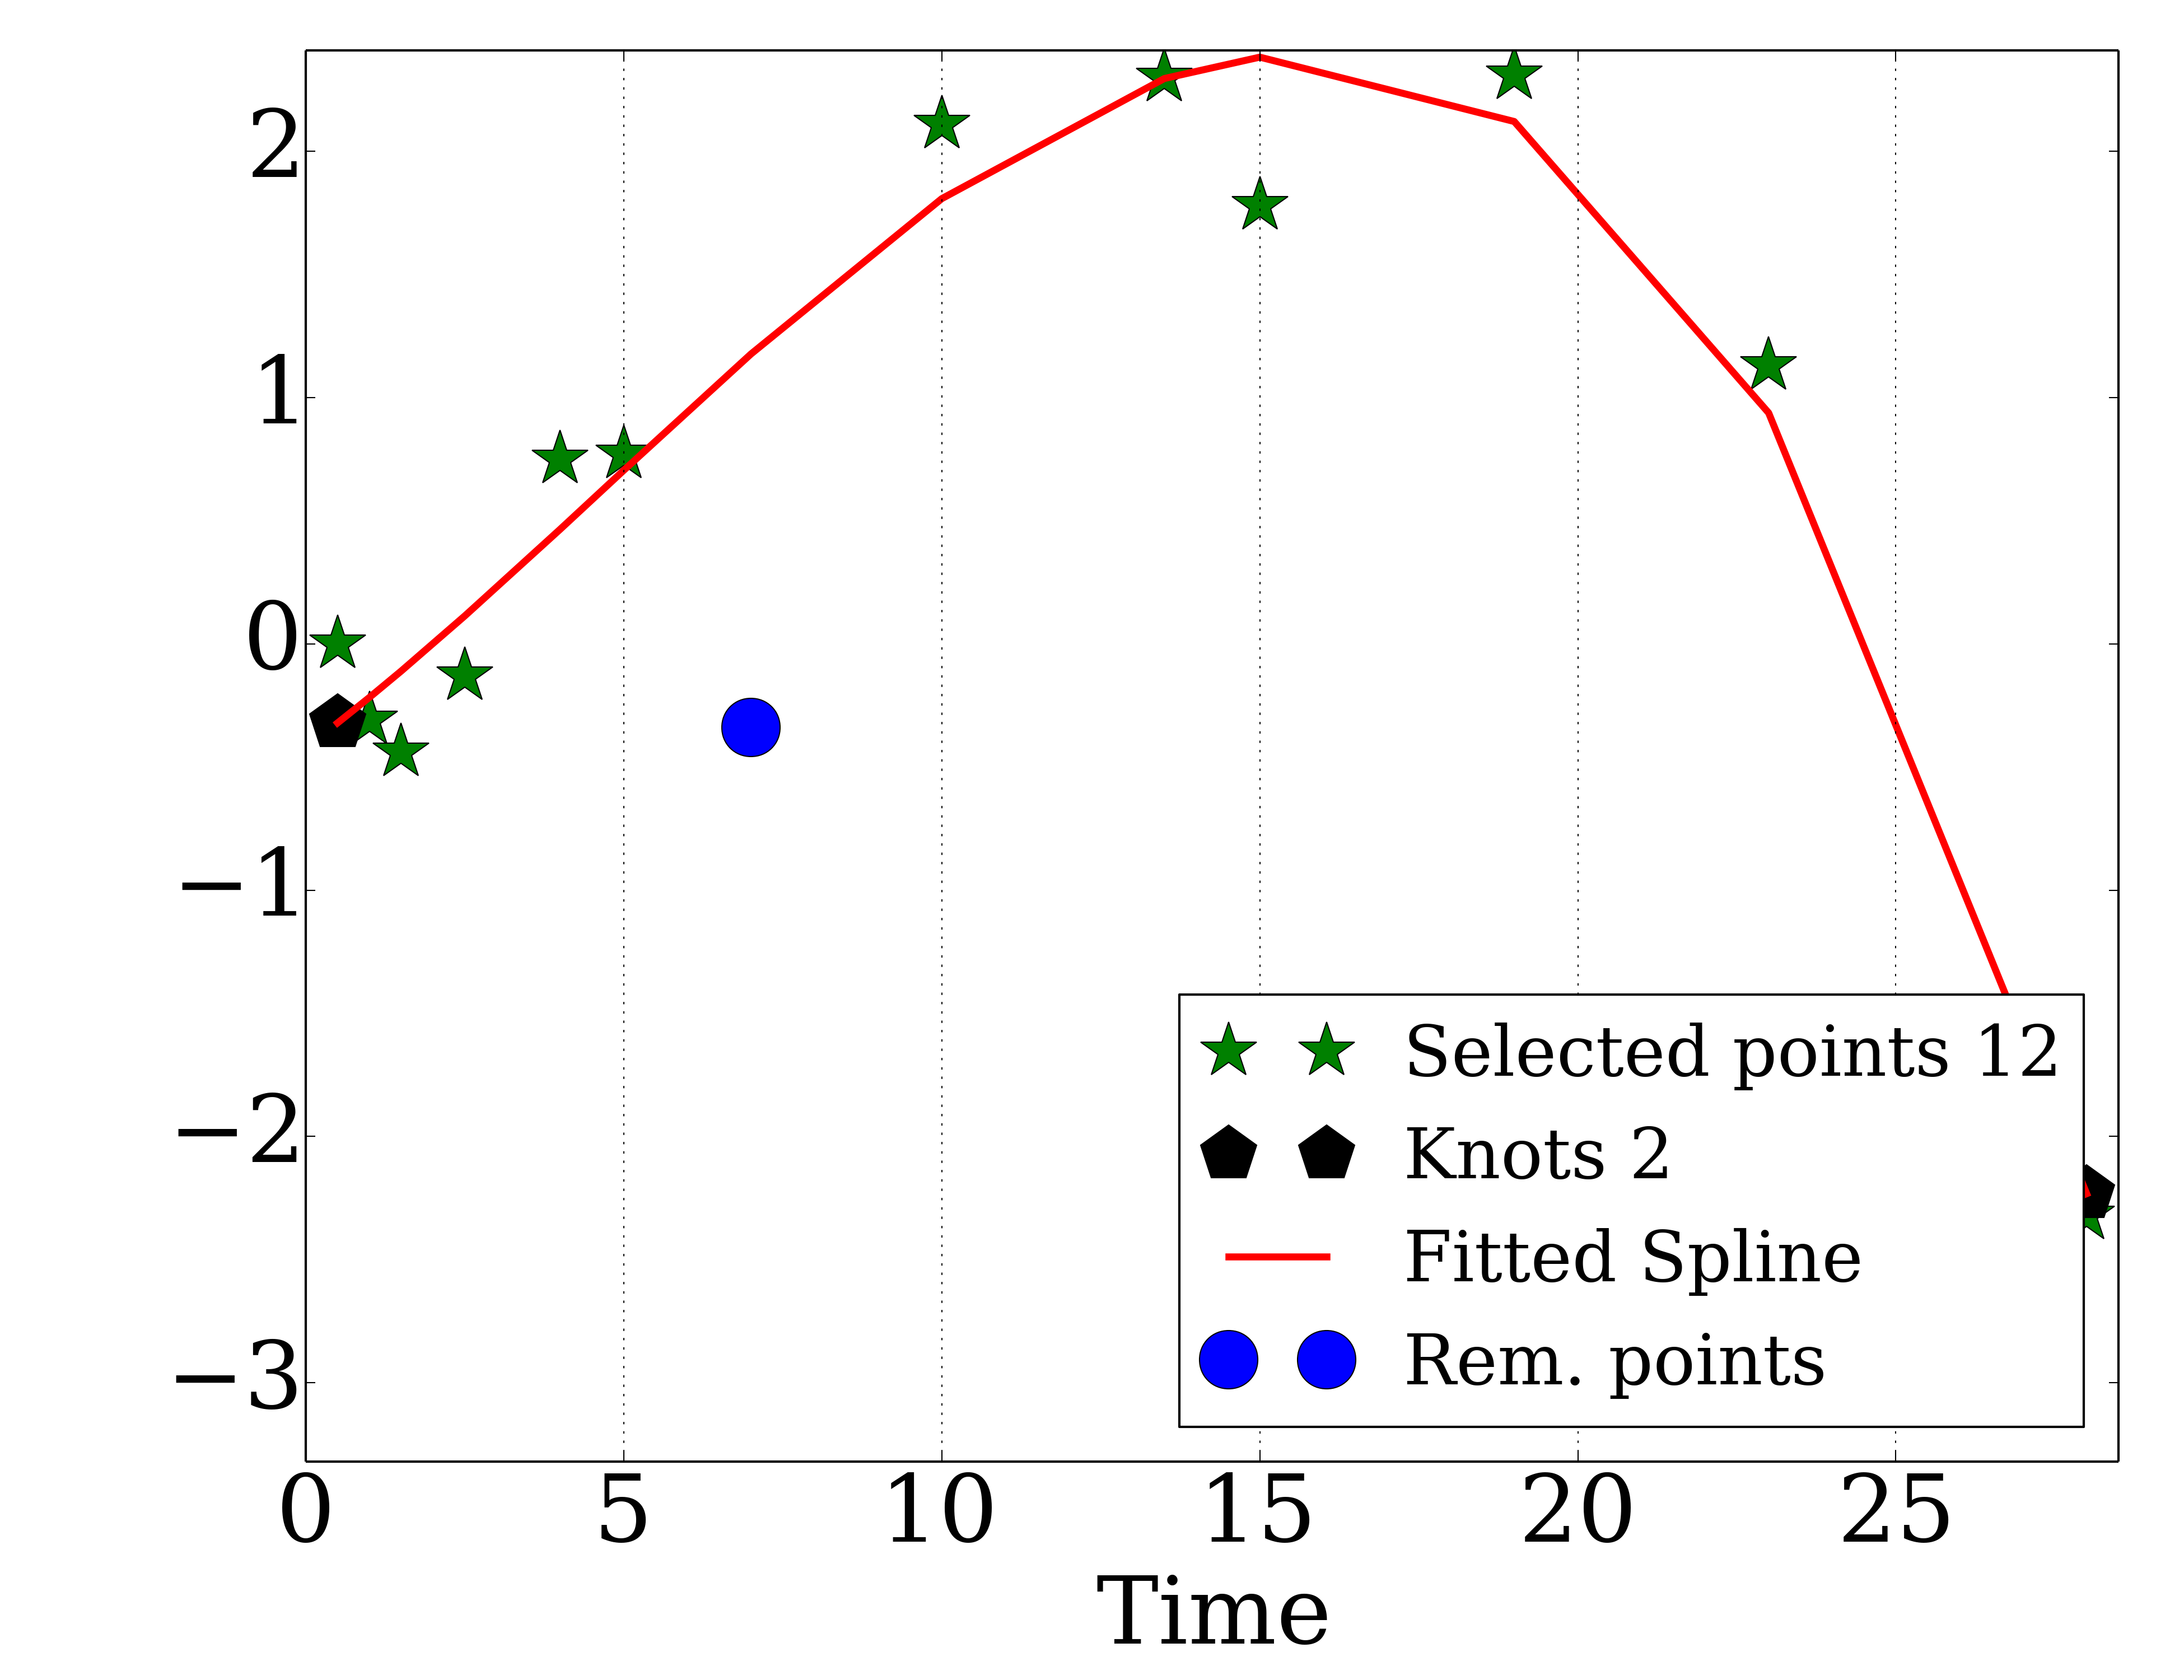 2
1
0
−1
−2
−3
Selected points 12
Knots 2
Fitted Spline
Rem. points
0 5 10 15 20 25
Time